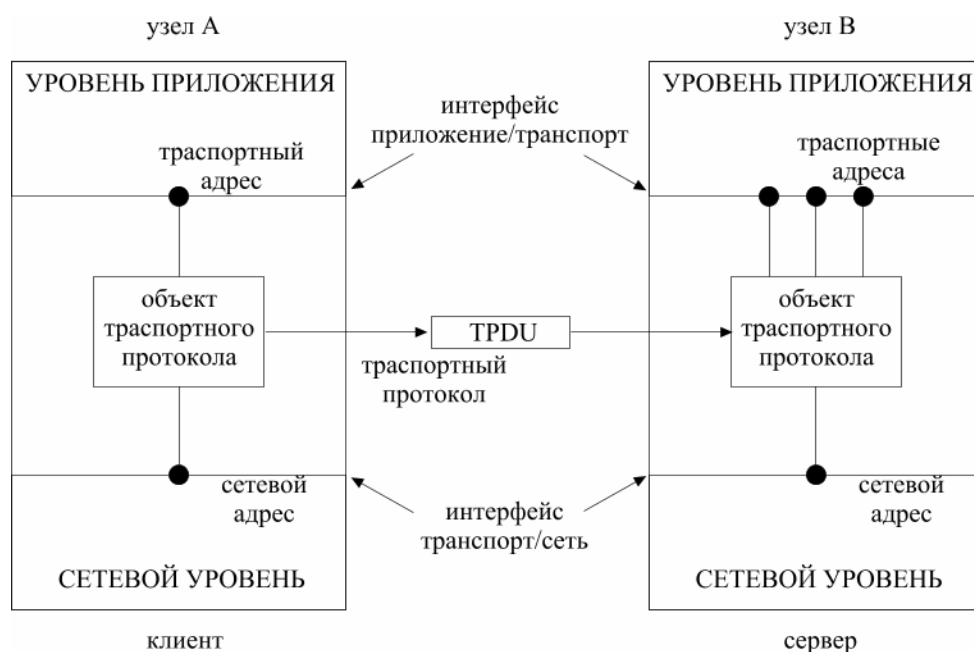 узел A
узел B
УРОВЕНЬ ПРИЛОЖЕНИЯ
интерфейс
приложение/транспорт
УРОВЕНЬ ПРИЛОЖЕНИЯ
траспортный
адрес
траспортные
адреса
объект
траспортного
протокола
TPDU
траспортный
протокол
объект
траспортного
протокола
сетевой
адрес
интерфейс
транспорт/сеть
сетевой
адрес
СЕТЕВОЙ УРОВЕНЬ
СЕТЕВОЙ УРОВЕНЬ
клиент
сервер